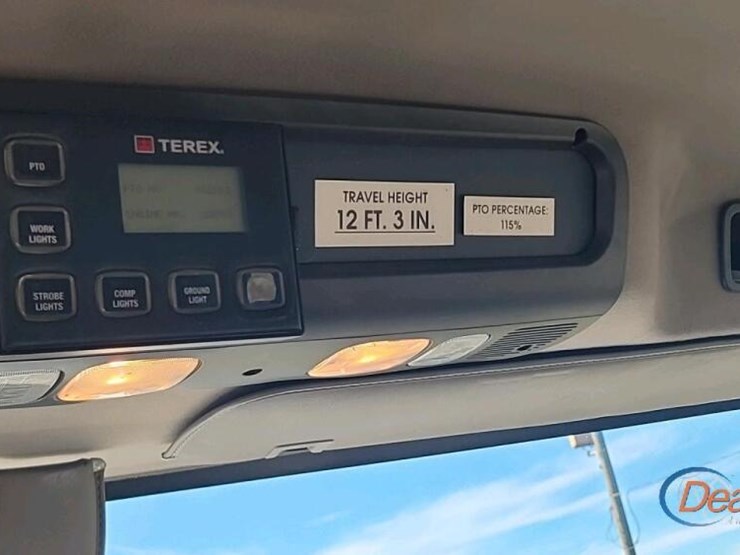 TEREX
PTO
WORK
LIGHTS
STROBE
LIGHTS
COMP
LIGHTS
GROUND
LIGHT
TRAVEL HEIGHT
12 FT. 3 IN.
PTO PERCENTAGE:
115%
Dea